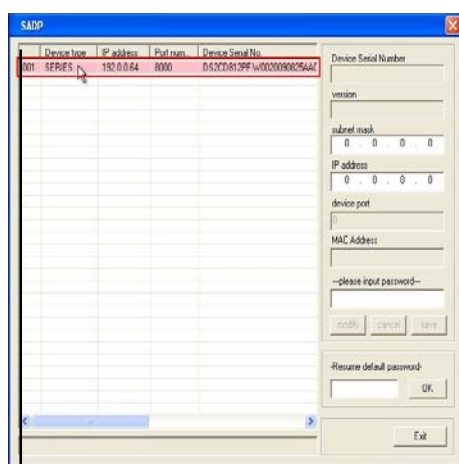 SADP
Device type IP address Port num... Device Serial No.
001 SERIES 192.0.0.64 8000 DS2CD812PF-W0020090825AAC
Device Serial Number
version
subnet mask
0 . 0 . 0 . 0
IP address
0 . 0 . 0 . 0
device port
0
MAC Address
---please input password---
modify cancel save
-Resume default password-
OK
Exit